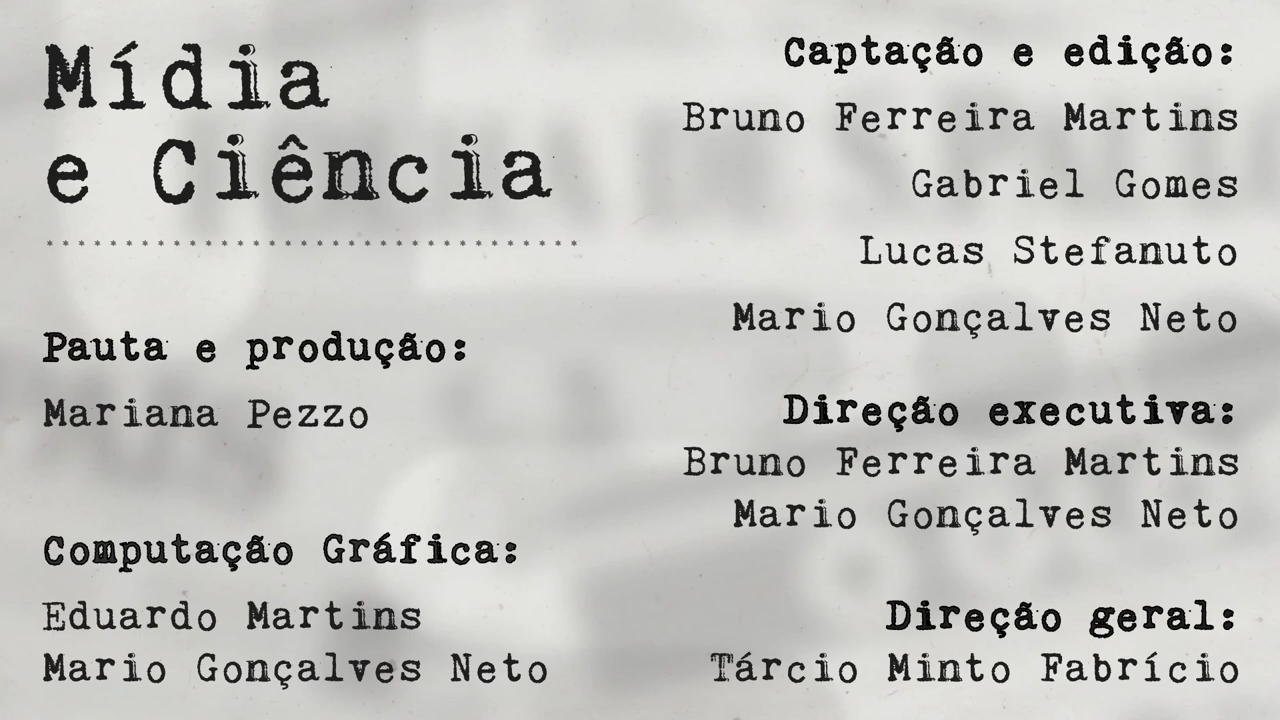 Mídia
e Ciência
Pauta e produção:
Mariana Pezzo
Computação Gráfica:
Eduardo Martins
Mario Gonçalves Neto
Captação e edição:
Bruno Ferreira Martins
Gabriel Gomes
Lucas Stefanuto
Mario Gonçalves Neto
Direção executiva:
Bruno Ferreira Martins
Mario Gonçalves Neto
Direção geral:
Tárcio Minto Fabrício